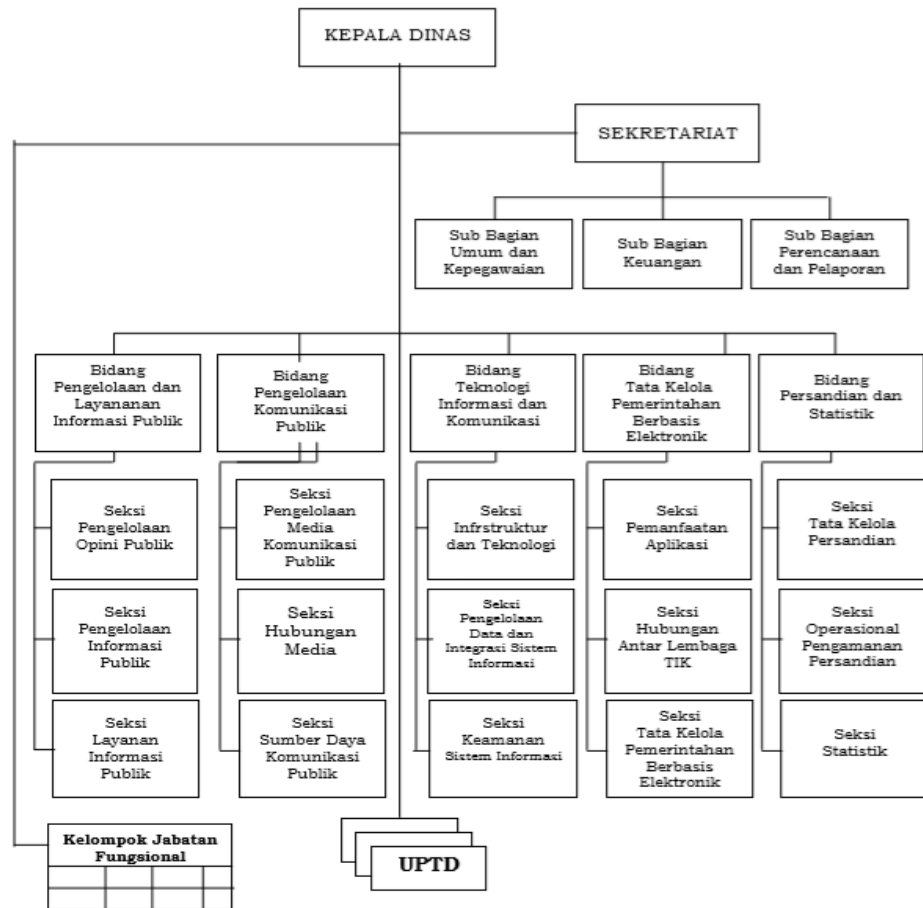 KEPALA DINAS
SEKRETARIAT
Sub Bagian
Umum dan
Kepegawaian
Sub Bagian
Keuangan
Sub Bagian
Perencanaan
dan Pelaporan
Bidang
Pengelolaan dan
Layananan
Informasi Publik
Bidang
Pengelolaan
Komunikasi
Publik
Bidang
Teknologi
Informasi dan
Komunikasi
Bidang
Tata Kelola
Pemerintahan
Berbasis
Elektronik
Bidang
Persandian dan
Statistik
Seksi
Pengelolaan
Opini Publik
Seksi
Pengelolaan
Media
Komunikasi
Publik
Seksi
Infrstruktur
dan Teknologi
Seksi
Pemanfaatan
Aplikasi
Seksi
Tata Kelola
Persandian
Seksi
Pengelolaan
Informasi
Publik
Seksi
Hubungan
Media
Seksi
Pengelolaan
Data dan
Integrasi Sistem
Informasi
Seksi
Hubungan
Antar Lembaga
TIK
Seksi
Operasional
Pengamanan
Persandian
Seksi
Layanan
Informasi
Publik
Seksi
Sumber Daya
Komunikasi
Publik
Seksi
Keamanan
Sistem Informasi
Seksi
Tata Kelola
Pemerintahan
Berbasis
Elektronik
Seksi
Statistik
Kelompok Jabatan
Fungsional
UPTD